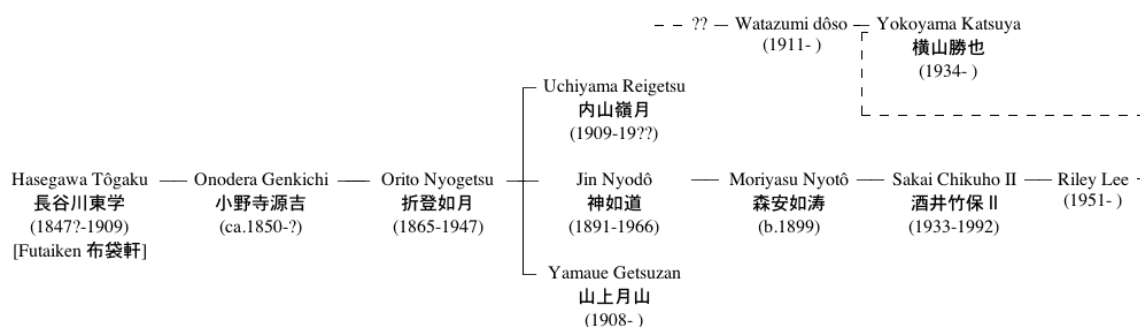 ?? Watazumi dôso Yokoyama Katsuya
(1911- ) 横山勝也
(1934- )
Uchiyama Reigetsu
内山嶺月
(1909-19??)
Hasegawa Tôgaku Onodera Genkichi Orito Nyogetsu Jin Nyodô Moriyasu Nyotô Sakai Chikuho II Riley Lee
長谷川東学 小野寺源吉 折登如月 神如道 森安如涛 酒井竹保 II (1951- )
(1847?-1909) (ca.1850-?) (1865-1947) (1891-1966) (b.1899) (1933-1992)
[Futaiken 布袋軒]
Yamaue Getsuzan
山上月山
(1908- )